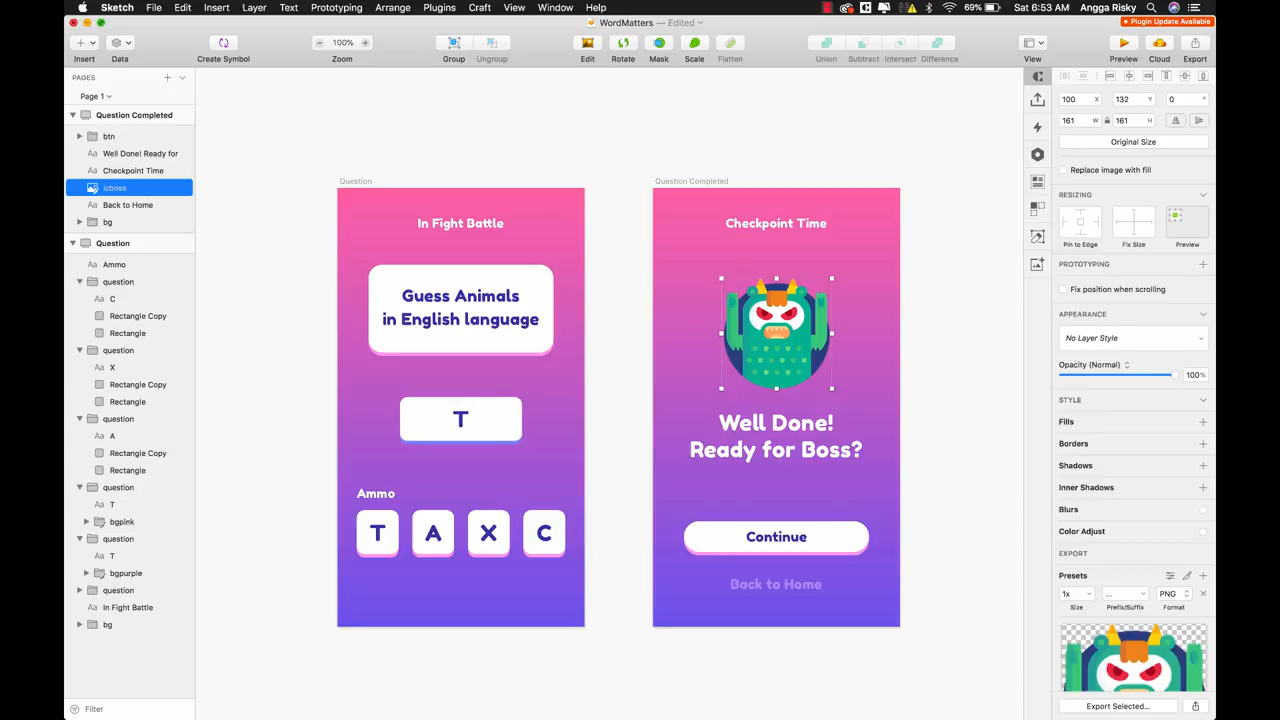 Sketch File Edit Insert Layer Text Prototyping Arrange Plugins Craft View Window Help 69% Sat 6:53 AM Angga Risky
WordMatters — Edited
Plugin Update Available
100%
Insert Data Create Symbol Zoom Group Ungroup Edit Rotate Mask Scale Flatten Union Subtract Intersect Difference View Preview Cloud Export
PAGES
Page 1
Question Completed
btn
Well Done! Ready for
Checkpoint Time
icboss
Back to Home
bg
Question
Ammo
question
C
Rectangle Copy
Rectangle
question
X
Rectangle Copy
Rectangle
question
A
Rectangle Copy
Rectangle
question
T
bgpink
question
T
bgpurple
question
In Fight Battle
bg
Filter
Question
In Fight Battle
Guess Animals
in English language
T
Ammo
T A X C
Question Completed
Checkpoint Time
Well Done!
Ready for Boss?
Continue
Back to Home
100 X 132 Y 0 °
161 W 161 H
Original Size
Replace image with fill
RESIZING
Pin to Edge Fix Size Preview
PROTOTYPING
Fix position when scrolling
APPEARANCE
No Layer Style
Opacity (Normal) 100%
STYLE
Fills
Borders
Shadows
Inner Shadows
Blurs
Color Adjust
EXPORT
Presets
1x ... PNG
Size Prefix/Suffix Format
Export Selected...